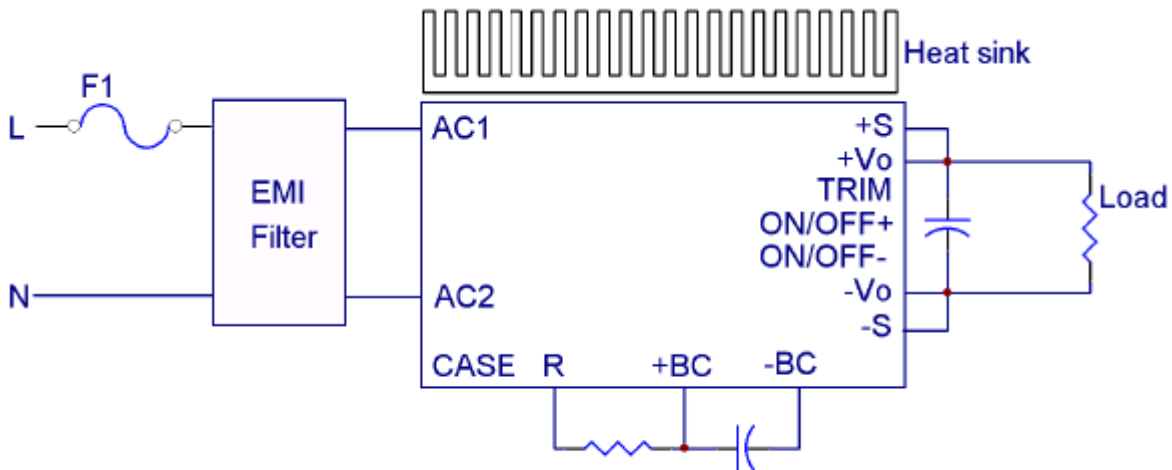 Heat sink
F1
L
EMI
Filter
N
AC1
AC2
CASE R +BC -BC
+S
+Vo
TRIM
ON/OFF+
ON/OFF-
-Vo
-S
Load